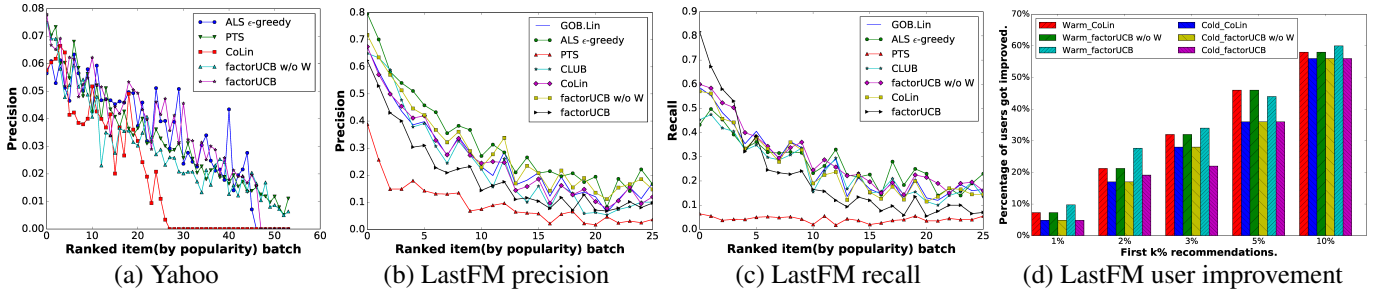 0.08
0.07
0.06
0.05
0.04
0.03
0.02
0.01
0.00
Precision
0 10 20 30 40 50 60
Ranked item(by popularity) batch
ALS ϵ-greedy
PTS
CoLin
factorUCB w/o W
factorUCB
(a) Yahoo
0.8
0.7
0.6
0.5
0.4
0.3
0.2
0.1
0.0
Precision
0 5 10 15 20 25
Ranked item(by popularity) batch
GOB.Lin
ALS ϵ-greedy
PTS
CLUB
CoLin
factorUCB w/o W
factorUCB
(b) LastFM precision
0.9
0.8
0.7
0.6
0.5
0.4
0.3
0.2
0.1
0.0
Recall
0 5 10 15 20 25
Ranked item(by popularity) batch
GOB.Lin
ALS ϵ-greedy
PTS
CLUB
factorUCB w/o W
CoLin
factorUCB
(c) LastFM recall
70%
60%
50%
40%
30%
20%
10%
0%
Percentage of users got improved.
1% 2% 3% 5% 10%
First k% recommendations.
Warm_CoLin
Warm_factorUCB w/o W
Warm_factorUCB
Cold_CoLin
Cold_factorUCB w/o W
Cold_factorUCB
(d) LastFM user improvement